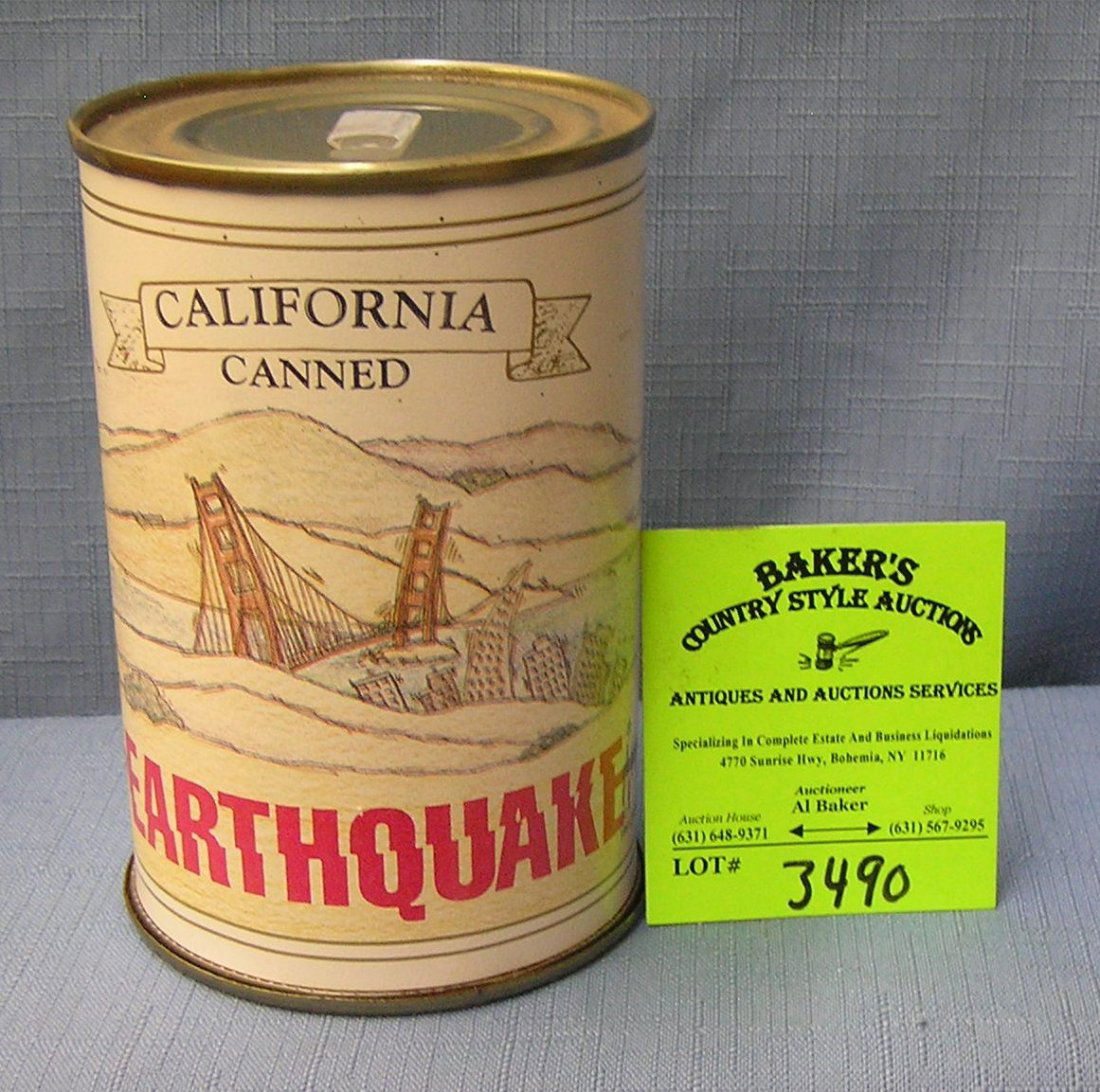 CALIFORNIA
CANNED
EARTHQUAKE
BAKER'S
COUNTRY STYLE AUCTIONS
ANTIQUES AND AUCTIONS SERVICES
Specializing In Complete Estate And Business Liquidations
4770 Sunrise Hwy, Bohemia, NY 11716
Auctioneer
Al Baker
Auction House
(631) 648-9371
Shop
(631) 567-9295
LOT# 3490